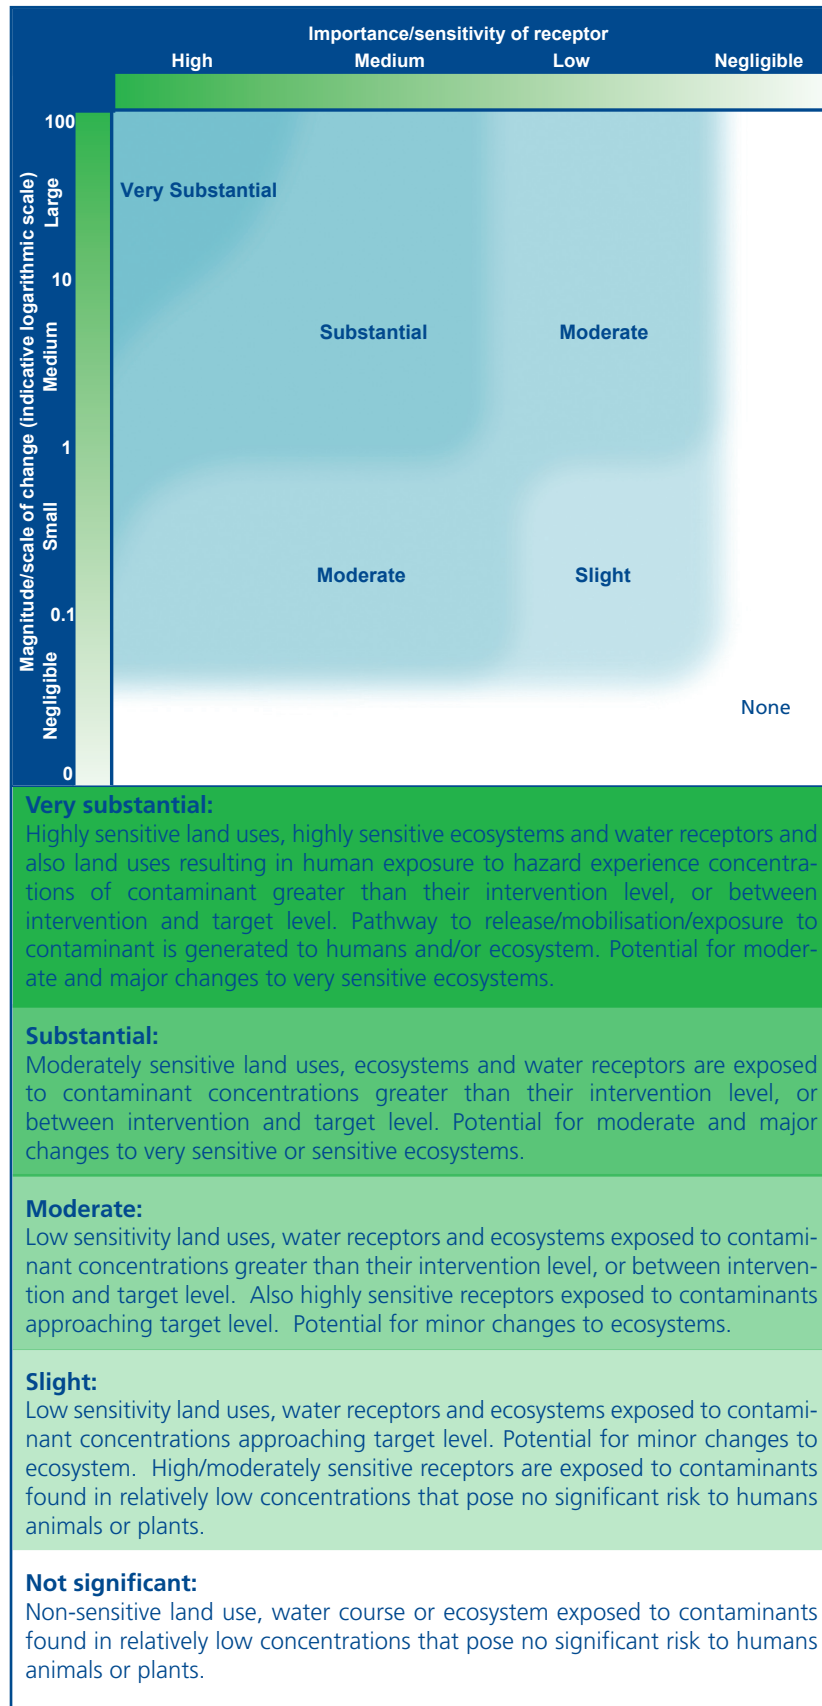 Importance/sensitivity of receptor
High Medium Low Negligible
Magnitude/scale of change (indicative logarithmic scale)
Large
Medium
Small
Negligible
100
10
1
0.1
0
Very Substantial
Substantial Moderate
Moderate Slight
None
Very substantial:
Highly sensitive land uses, highly sensitive ecosystems and water receptors and
also land uses resulting in human exposure to hazard experience concentra-
tions of contaminant greater than their intervention level, or between
intervention and target level. Pathway to release/mobilisation/exposure to
contaminant is generated to humans and/or ecosystem. Potential for moder-
ate and major changes to very sensitive ecosystems.
Substantial:
Moderately sensitive land uses, ecosystems and water receptors are exposed
to contaminant concentrations greater than their intervention level, or
between intervention and target level. Potential for moderate and major
changes to very sensitive or sensitive ecosystems.
Moderate:
Low sensitivity land uses, water receptors and ecosystems exposed to contami-
nant concentrations greater than their intervention level, or between interven-
tion and target level. Also highly sensitive receptors exposed to contaminants
approaching target level. Potential for minor changes to ecosystems.
Slight:
Low sensitivity land uses, water receptors and ecosystems exposed to contami-
nant concentrations approaching target level. Potential for minor changes to
ecosystem. High/moderately sensitive receptors are exposed to contaminants
found in relatively low concentrations that pose no significant risk to humans
animals or plants.
Not significant:
Non-sensitive land use, water course or ecosystem exposed to contaminants
found in relatively low concentrations that pose no significant risk to humans
animals or plants.